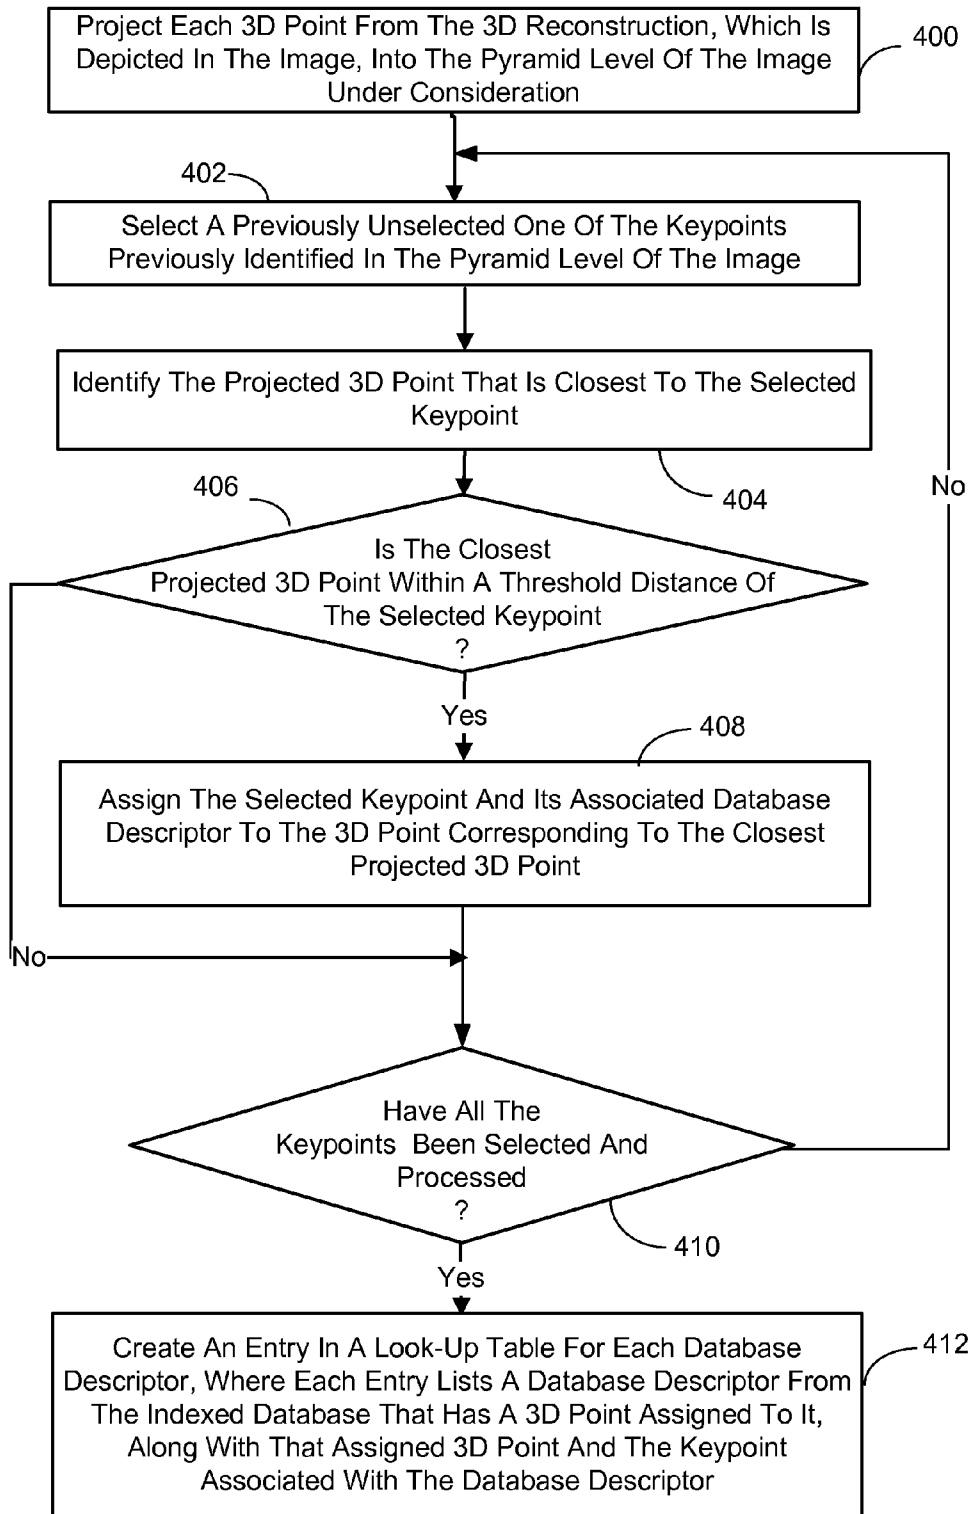 Project Each 3D Point From The 3D Reconstruction, Which Is
Depicted In The Image, Into The Pyramid Level Of The Image
Under Consideration
400
402
Select A Previously Unselected One Of The Keypoints
Previously Identified In The Pyramid Level Of The Image
Identify The Projected 3D Point That Is Closest To The Selected
Keypoint
404
No
406
Is The Closest
Projected 3D Point Within A Threshold Distance Of
The Selected Keypoint
?
Yes
408
Assign The Selected Keypoint And Its Associated Database
Descriptor To The 3D Point Corresponding To The Closest
Projected 3D Point
No
Have All The
Keypoints Been Selected And
Processed
?
410
Yes
Create An Entry In A Look-Up Table For Each Database
Descriptor, Where Each Entry Lists A Database Descriptor From
The Indexed Database That Has A 3D Point Assigned To It,
Along With That Assigned 3D Point And The Keypoint
Associated With The Database Descriptor
412